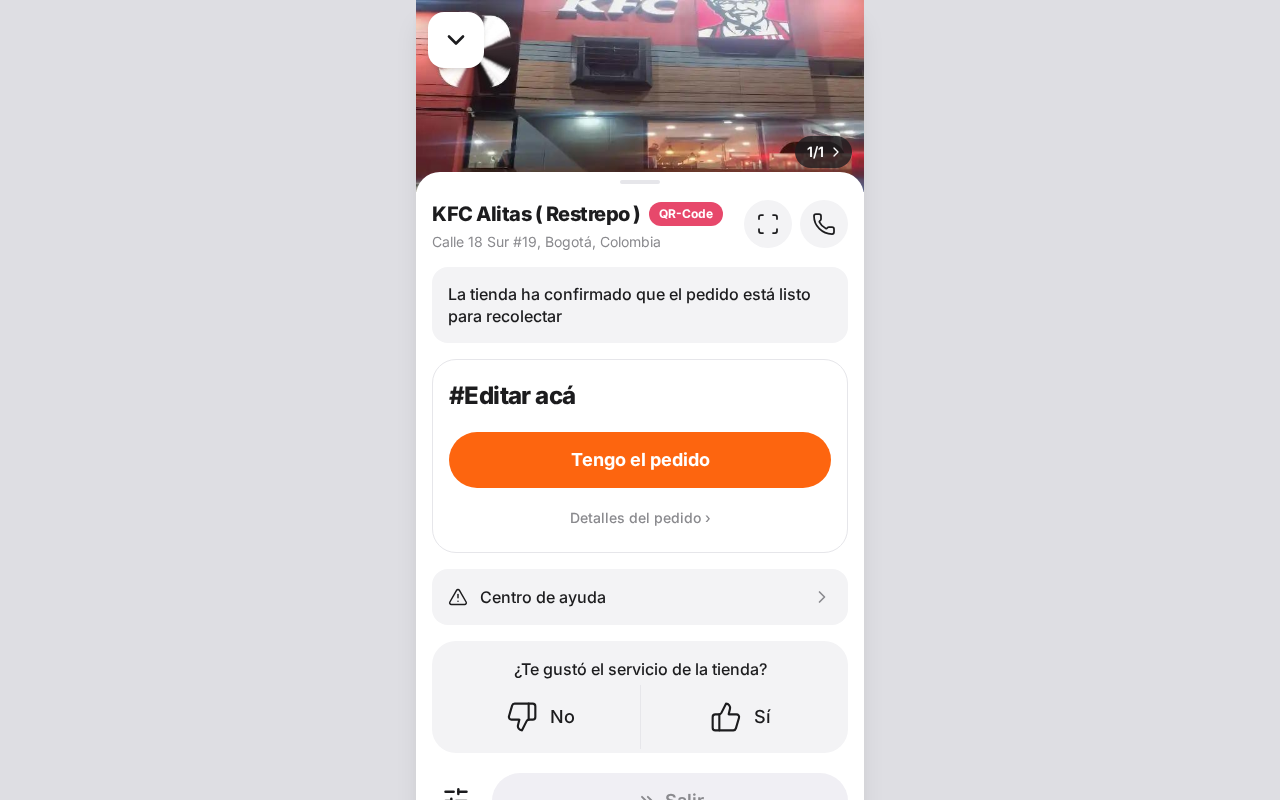 KFC
1/1
KFC Alitas ( Restrepo )
QR-Code
Calle 18 Sur #19, Bogotá, Colombia
La tienda ha confirmado que el pedido está listo
para recolectar
#Editar acá
Tengo el pedido
Detalles del pedido ›
Centro de ayuda
¿Te gustó el servicio de la tienda?
No
Sí
Salir